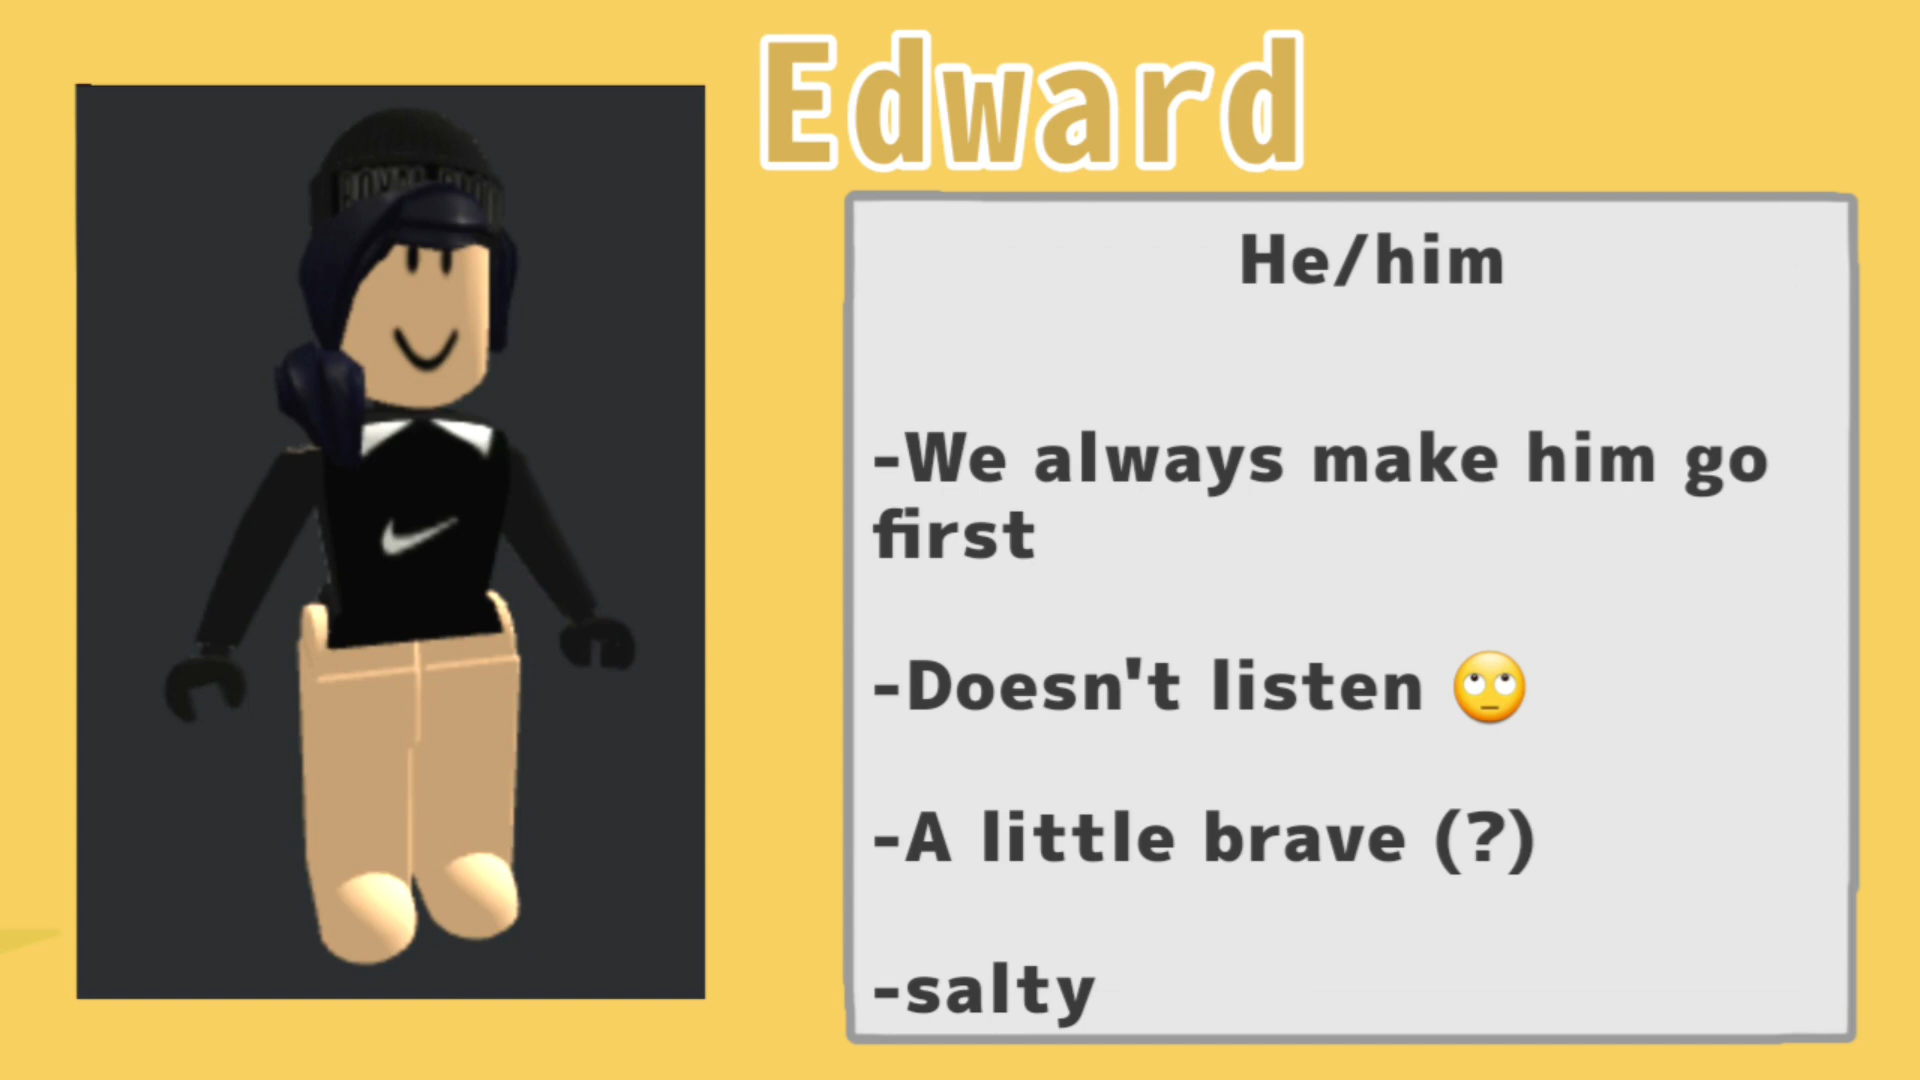 Edward
He/him
-We always make him go
first
-Doesn't listen 🙄
-A little brave (?)
-salty